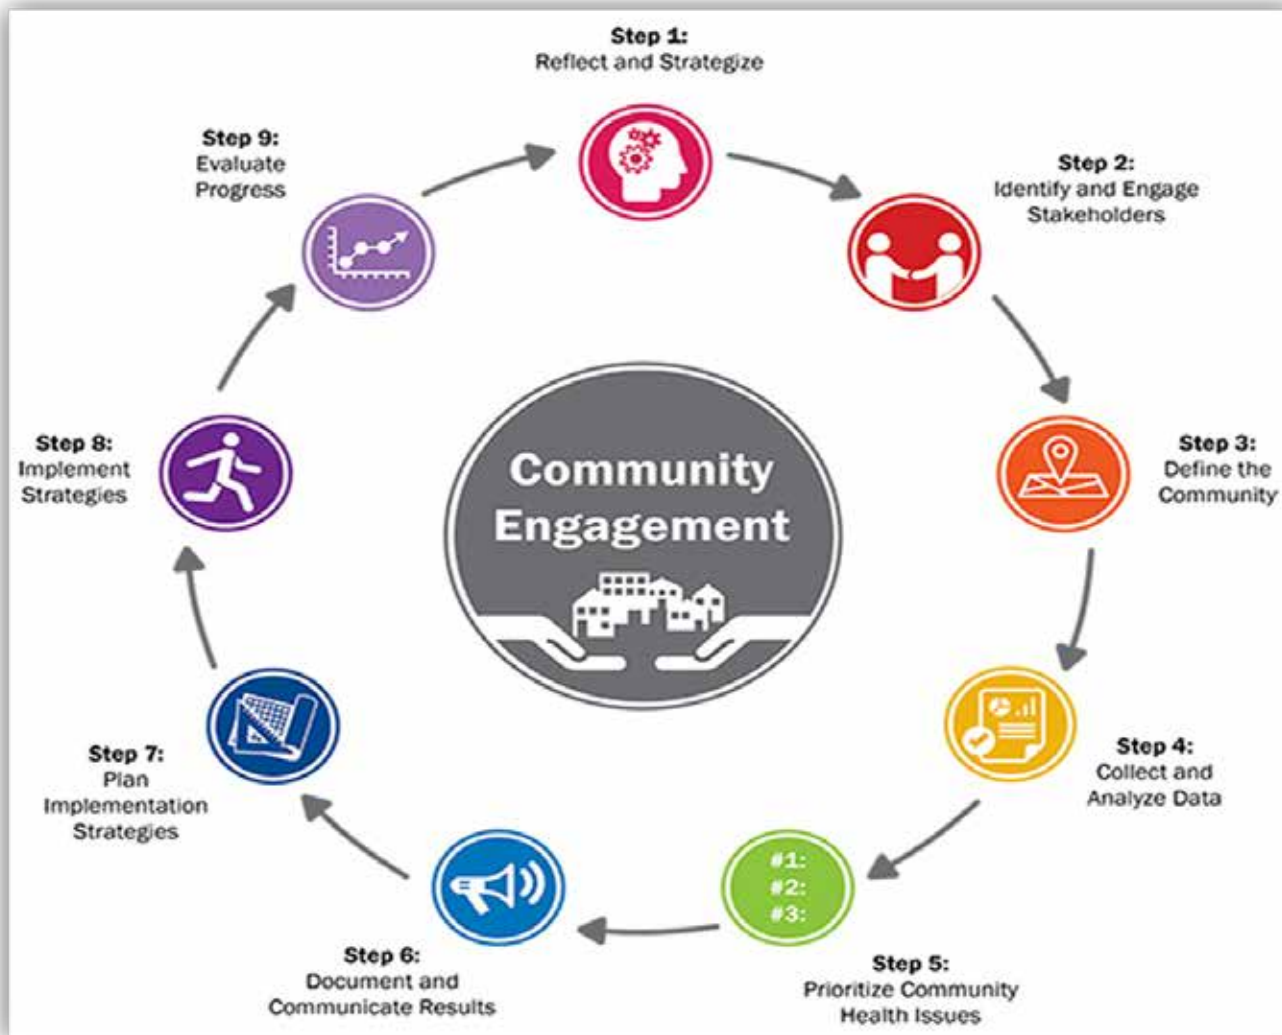 Step 1:
Reflect and Strategize
Step 2:
Identify and Engage
Stakeholders
Step 3:
Define the
Community
Step 4:
Collect and
Analyze Data
Step 5:
Prioritize Community
Health Issues
#1:
#2:
#3:
Step 6:
Document and
Communicate Results
Step 7:
Plan
Implementation
Strategies
Step 8:
Implement
Strategies
Step 9:
Evaluate
Progress
Community
Engagement